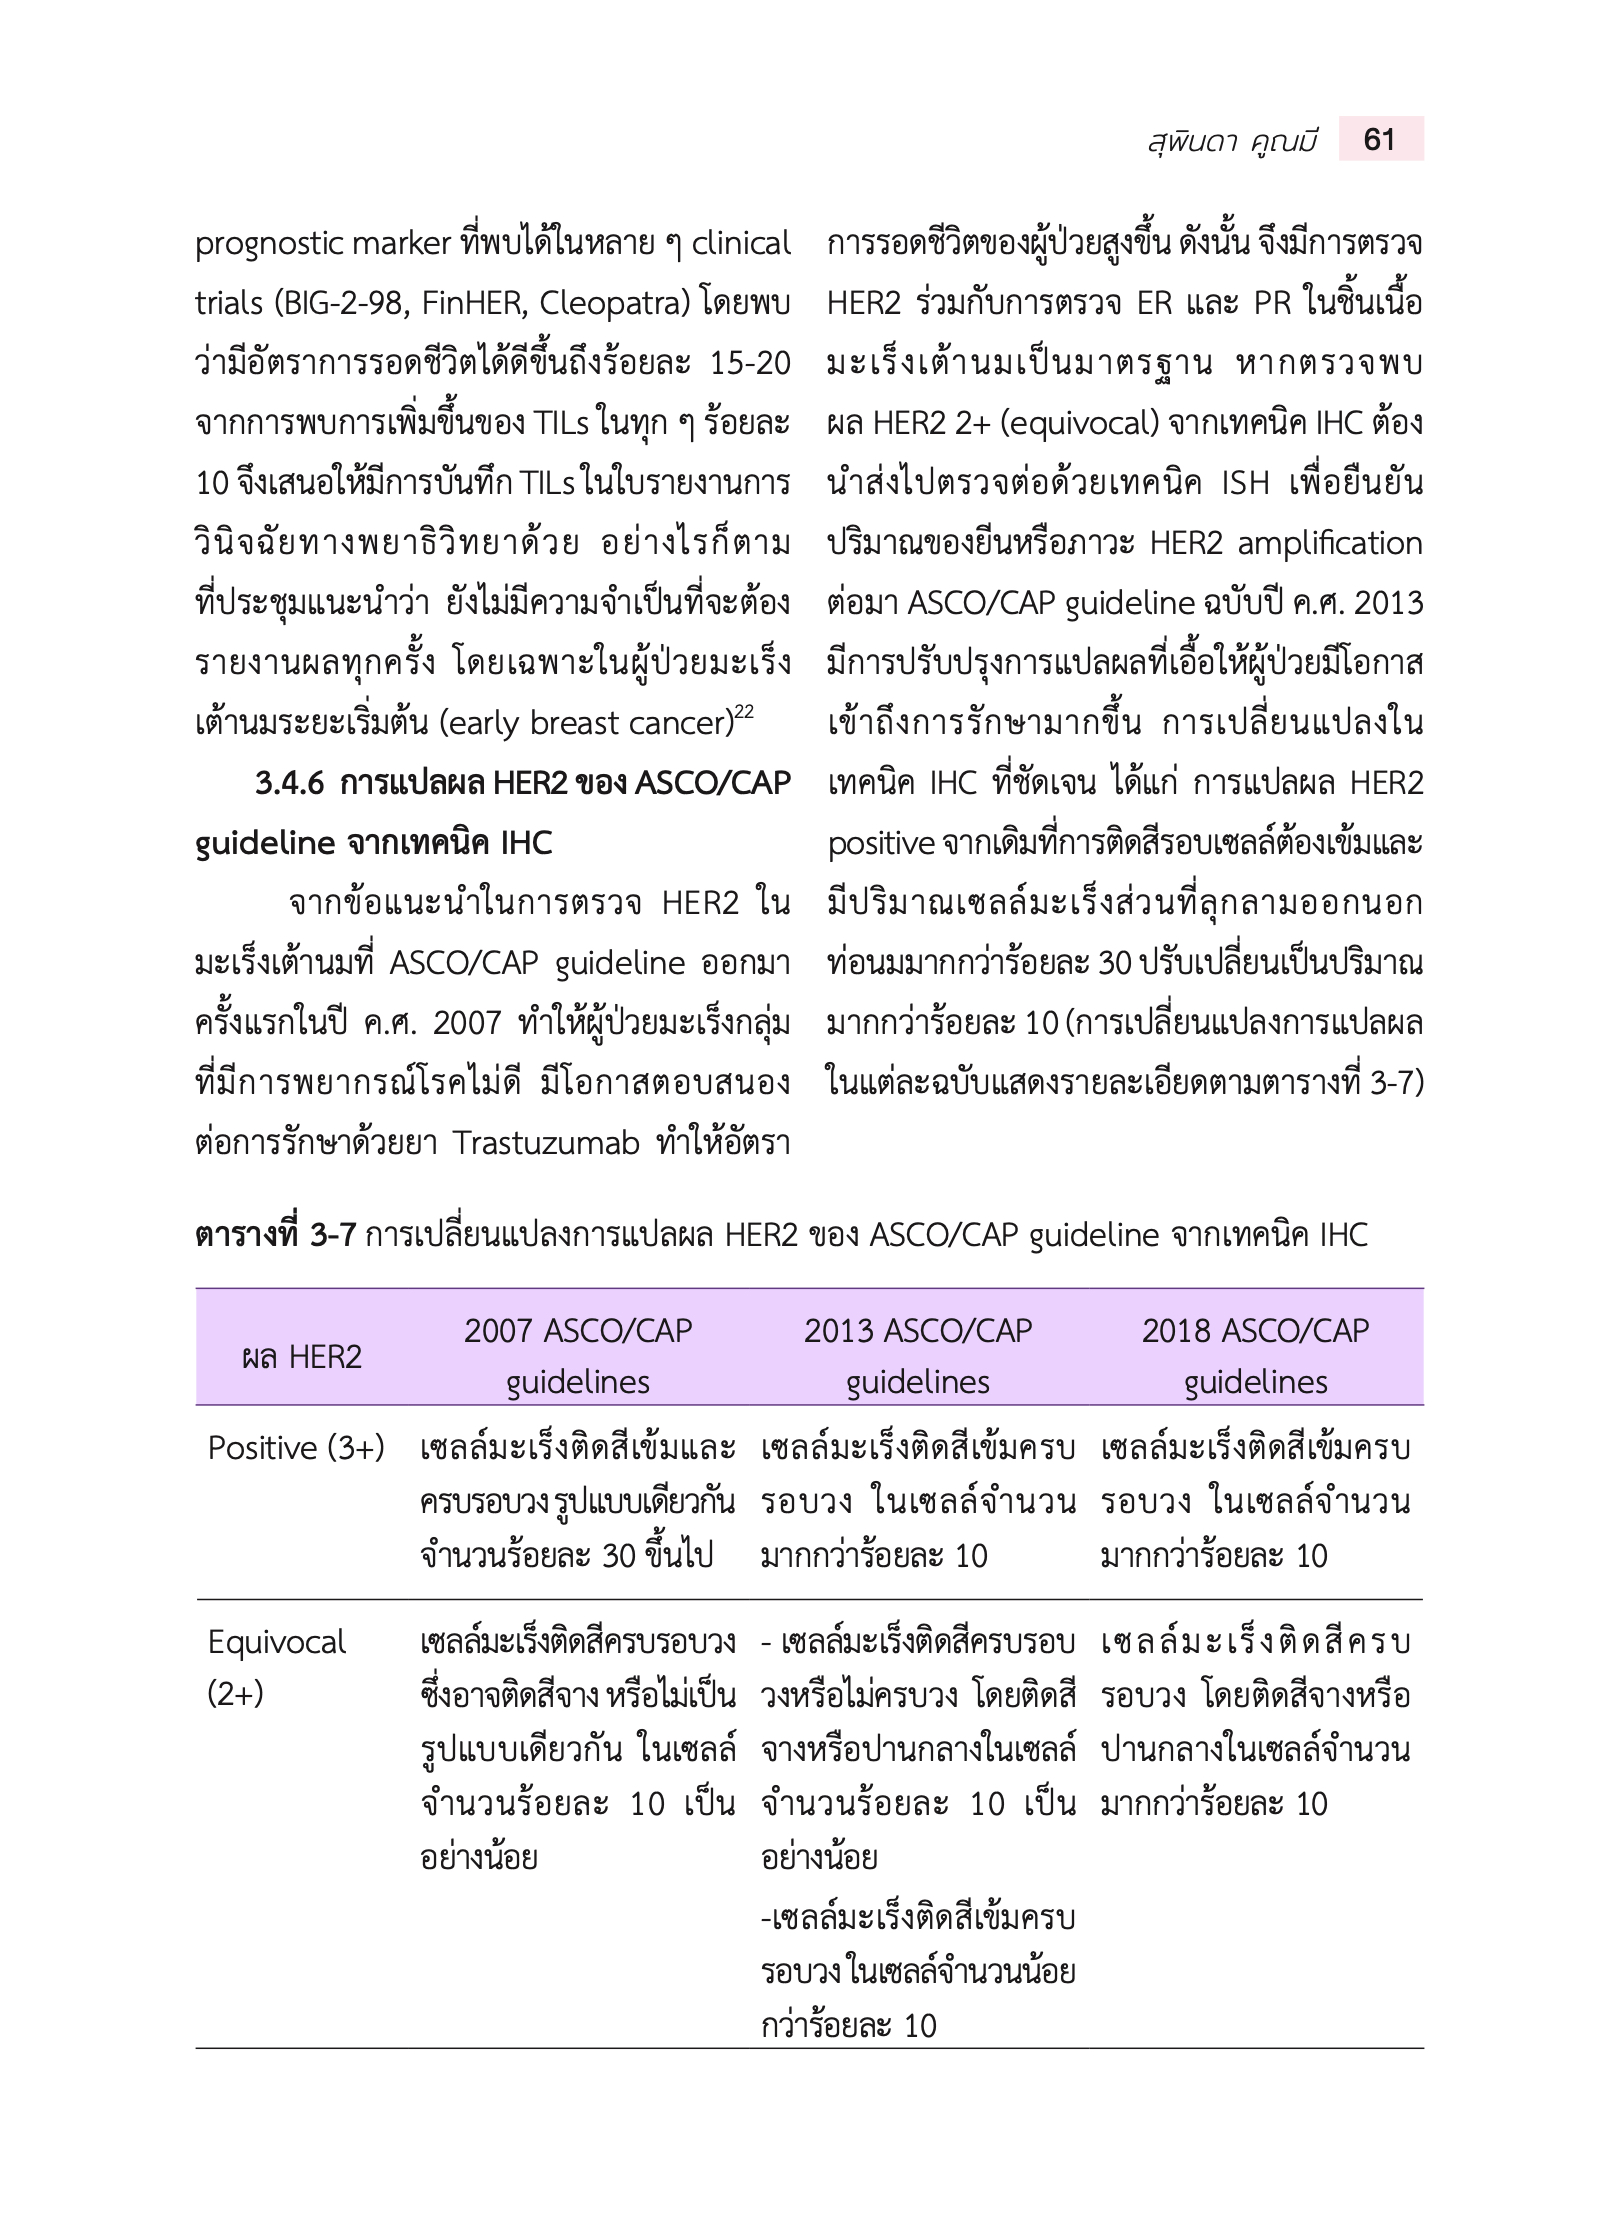 สุพินดา คูณมี 61
prognostic marker ที่พบได้ในหลาย ๆ clinical
trials (BIG-2-98, FinHER, Cleopatra) โดยพบ
ว่ามีอัตราการรอดชีวิตได้ดีขึ้นถึงร้อยละ 15-20
จากการพบการเพิ่มขึ้นของ TILs ในทุก ๆ ร้อยละ
10 จึงเสนอให้มีการบันทึก TILs ในใบรายงานการ
วินิจฉัยทางพยาธิวิทยาด้วย อย่างไรก็ตาม
ที่ประชุมแนะนำว่า ยังไม่มีความจำเป็นที่จะต้อง
รายงานผลทุกครั้ง โดยเฉพาะในผู้ป่วยมะเร็ง
เต้านมระยะเริ่มต้น (early breast cancer)22
3.4.6 การแปลผล HER2 ของ ASCO/CAP
guideline จากเทคนิค IHC
จากข้อแนะนำในการตรวจ HER2 ใน
มะเร็งเต้านมที่ ASCO/CAP guideline ออกมา
ครั้งแรกในปี ค.ศ. 2007 ทำให้ผู้ป่วยมะเร็งกลุ่ม
ที่มีการพยากรณ์โรคไม่ดี มีโอกาสตอบสนอง
ต่อการรักษาด้วยยา Trastuzumab ทำให้อัตรา
การรอดชีวิตของผู้ป่วยสูงขึ้น ดังนั้น จึงมีการตรวจ
HER2 ร่วมกับการตรวจ ER และ PR ในชิ้นเนื้อ
มะเร็งเต้านมเป็นมาตรฐาน หากตรวจพบ
ผล HER2 2+ (equivocal) จากเทคนิค IHC ต้อง
นำส่งไปตรวจต่อด้วยเทคนิค ISH เพื่อยืนยัน
ปริมาณของยีนหรือภาวะ HER2 amplification
ต่อมา ASCO/CAP guideline ฉบับปี ค.ศ. 2013
มีการปรับปรุงการแปลผลที่เอื้อให้ผู้ป่วยมีโอกาส
เข้าถึงการรักษามากขึ้น การเปลี่ยนแปลงใน
เทคนิค IHC ที่ชัดเจน ได้แก่ การแปลผล HER2
positive จากเดิมที่การติดสีรอบเซลล์ต้องเข้มและ
มีปริมาณเซลล์มะเร็งส่วนที่ลุกลามออกนอก
ท่อนมมากกว่าร้อยละ 30 ปรับเปลี่ยนเป็นปริมาณ
มากกว่าร้อยละ 10 (การเปลี่ยนแปลงการแปลผล
ในแต่ละฉบับแสดงรายละเอียดตามตารางที่ 3-7)
ตารางที่ 3-7 การเปลี่ยนแปลงการแปลผล HER2 ของ ASCO/CAP guideline จากเทคนิค IHC
ผล HER2
2007 ASCO/CAP
guidelines
2013 ASCO/CAP
guidelines
2018 ASCO/CAP
guidelines
Positive (3+)
เซลล์มะเร็งติดสีเข้มและ
ครบรอบวง รูปแบบเดียวกัน
จำนวนร้อยละ 30 ขึ้นไป
เซลล์มะเร็งติดสีเข้มครบ
รอบวง ในเซลล์จำนวน
มากกว่าร้อยละ 10
เซลล์มะเร็งติดสีเข้มครบ
รอบวง ในเซลล์จำนวน
มากกว่าร้อยละ 10
Equivocal
(2+)
เซลล์มะเร็งติดสีครบรอบวง
ซึ่งอาจติดสีจาง หรือไม่เป็น
รูปแบบเดียวกัน ในเซลล์
จำนวนร้อยละ 10 เป็น
อย่างน้อย
- เซลล์มะเร็งติดสีครบรอบ
วงหรือไม่ครบวง โดยติดสี
จางหรือปานกลางในเซลล์
จำนวนร้อยละ 10 เป็น
อย่างน้อย
-เซลล์มะเร็งติดสีเข้มครบ
รอบวง ในเซลล์จำนวนน้อย
กว่าร้อยละ 10
เซลล์มะเร็งติดสีครบ
รอบวง โดยติดสีจางหรือ
ปานกลางในเซลล์จำนวน
มากกว่าร้อยละ 10